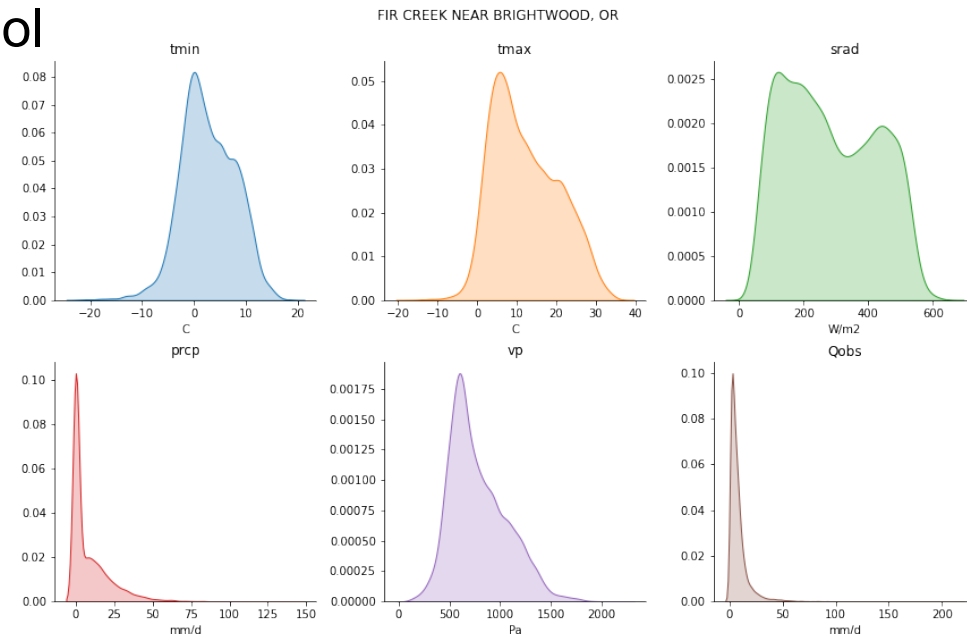 FIR CREEK NEAR BRIGHTWOOD, OR
ol
tmin
0.08
0.07
0.06
0.05
0.04
0.03
0.02
0.01
0.00
−20 −10 0 10 20
C
tmax
0.05
0.04
0.03
0.02
0.01
0.00
−20 −10 0 10 20 30 40
C
srad
0.0025
0.0020
0.0015
0.0010
0.0005
0.0000
0 200 400 600
W/m2
prcp
0.10
0.08
0.06
0.04
0.02
0.00
0 25 50 75 100 125 150
mm/d
vp
0.00175
0.00150
0.00125
0.00100
0.00075
0.00050
0.00025
0.00000
0 500 1000 1500 2000
Pa
Qobs
0.10
0.08
0.06
0.04
0.02
0.00
0 50 100 150 200
mm/d